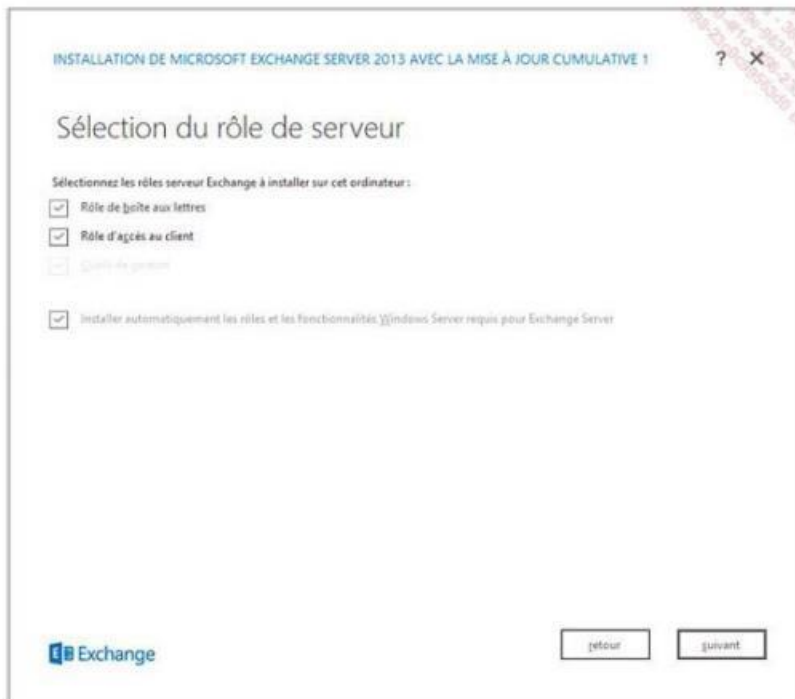 INSTALLATION DE MICROSOFT EXCHANGE SERVER 2013 AVEC LA MISE À JOUR CUMULATIVE 1 ? ×
Sélection du rôle de serveur
Sélectionnez les rôles serveur Exchange à installer sur cet ordinateur :
Rôle de boîte aux lettres
Rôle d'accès au client
Installer automatiquement les rôles et les fonctionnalités Windows Server requis pour Exchange Server
Exchange
retour
suivant